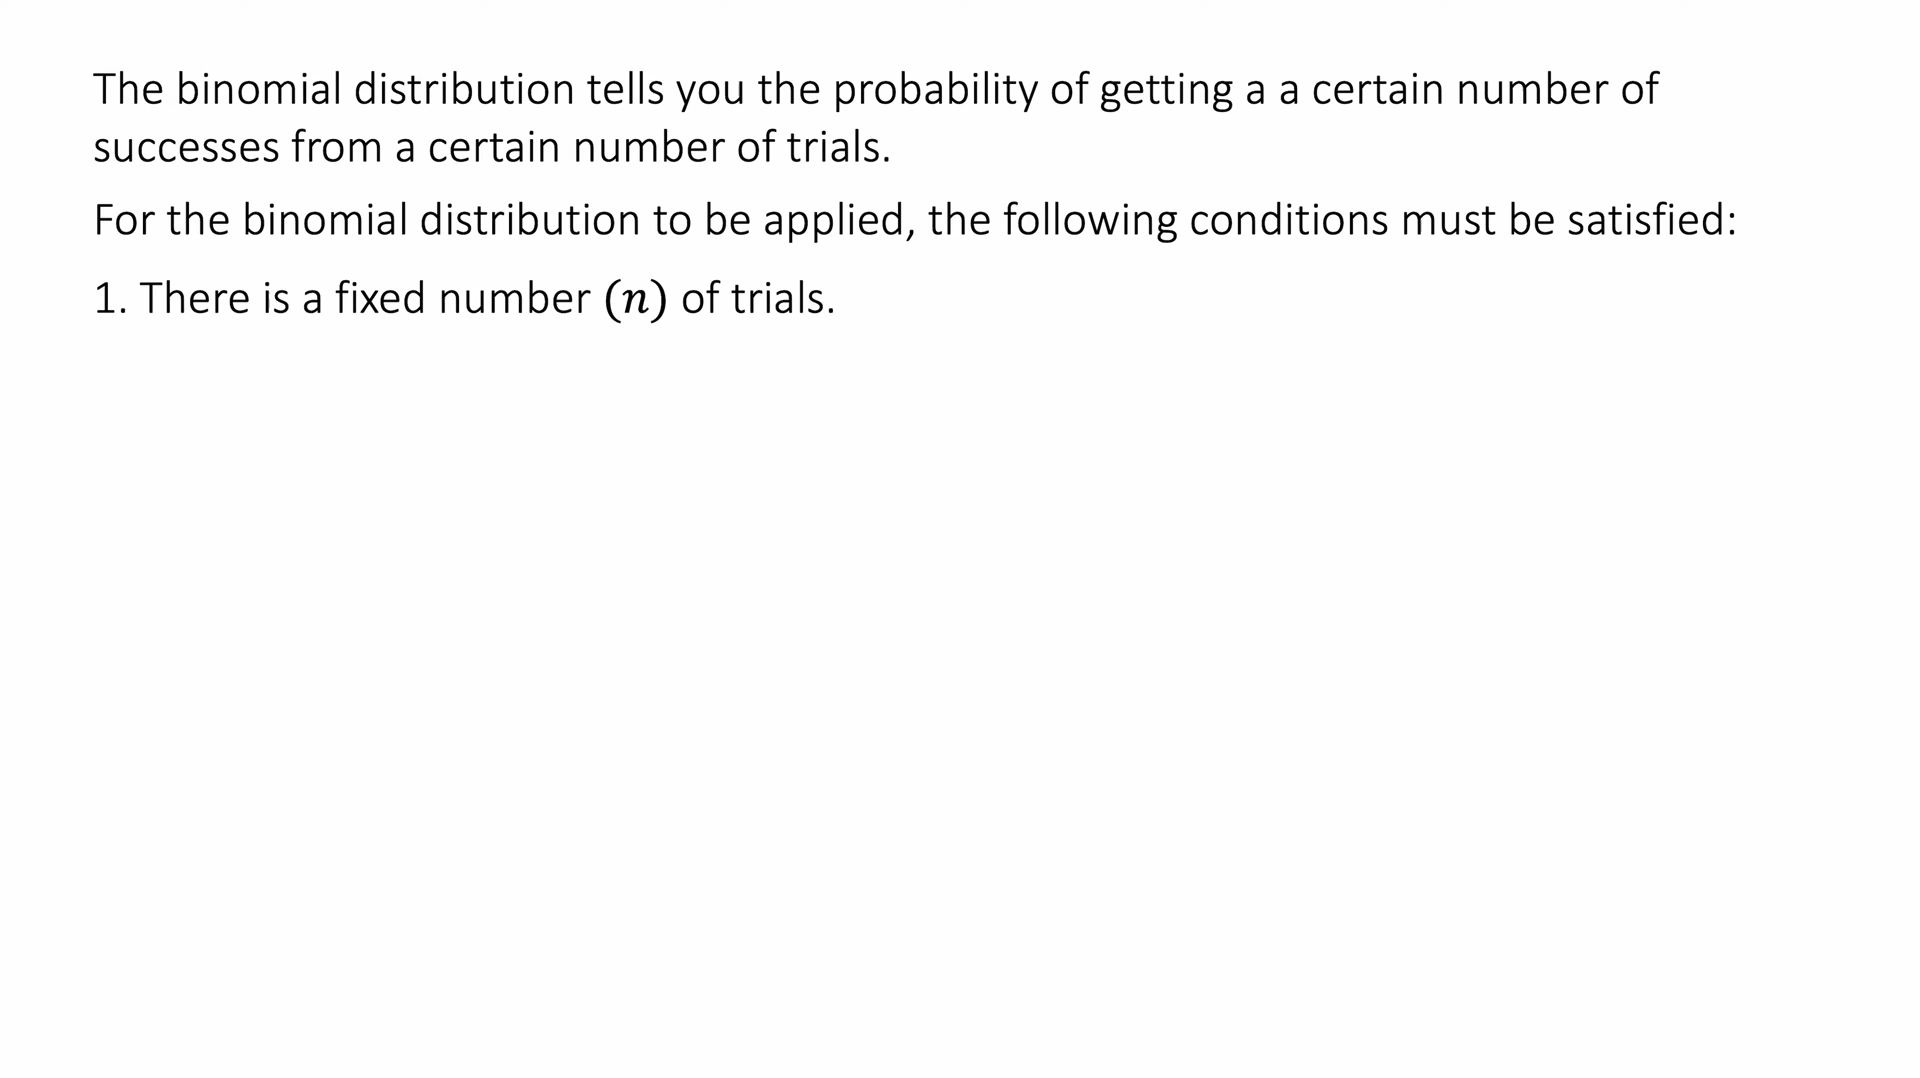 The binomial distribution tells you the probability of getting a a certain number of
successes from a certain number of trials.
For the binomial distribution to be applied, the following conditions must be satisfied:
1. There is a fixed number (n) of trials.